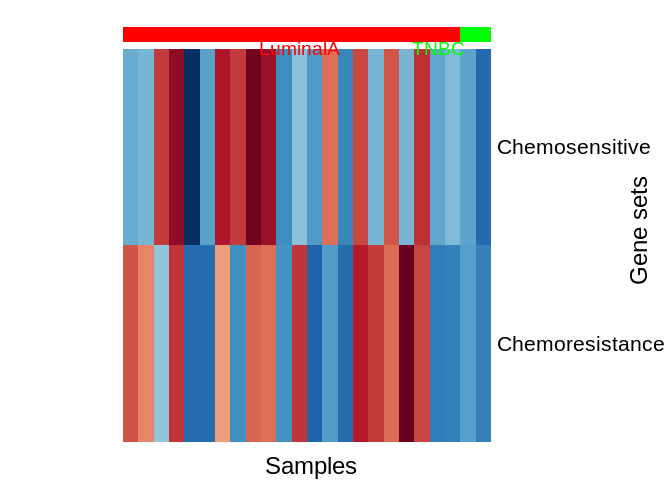 LuminalA
TNBC
Chemosensitive
Gene sets
Chemoresistance
Samples